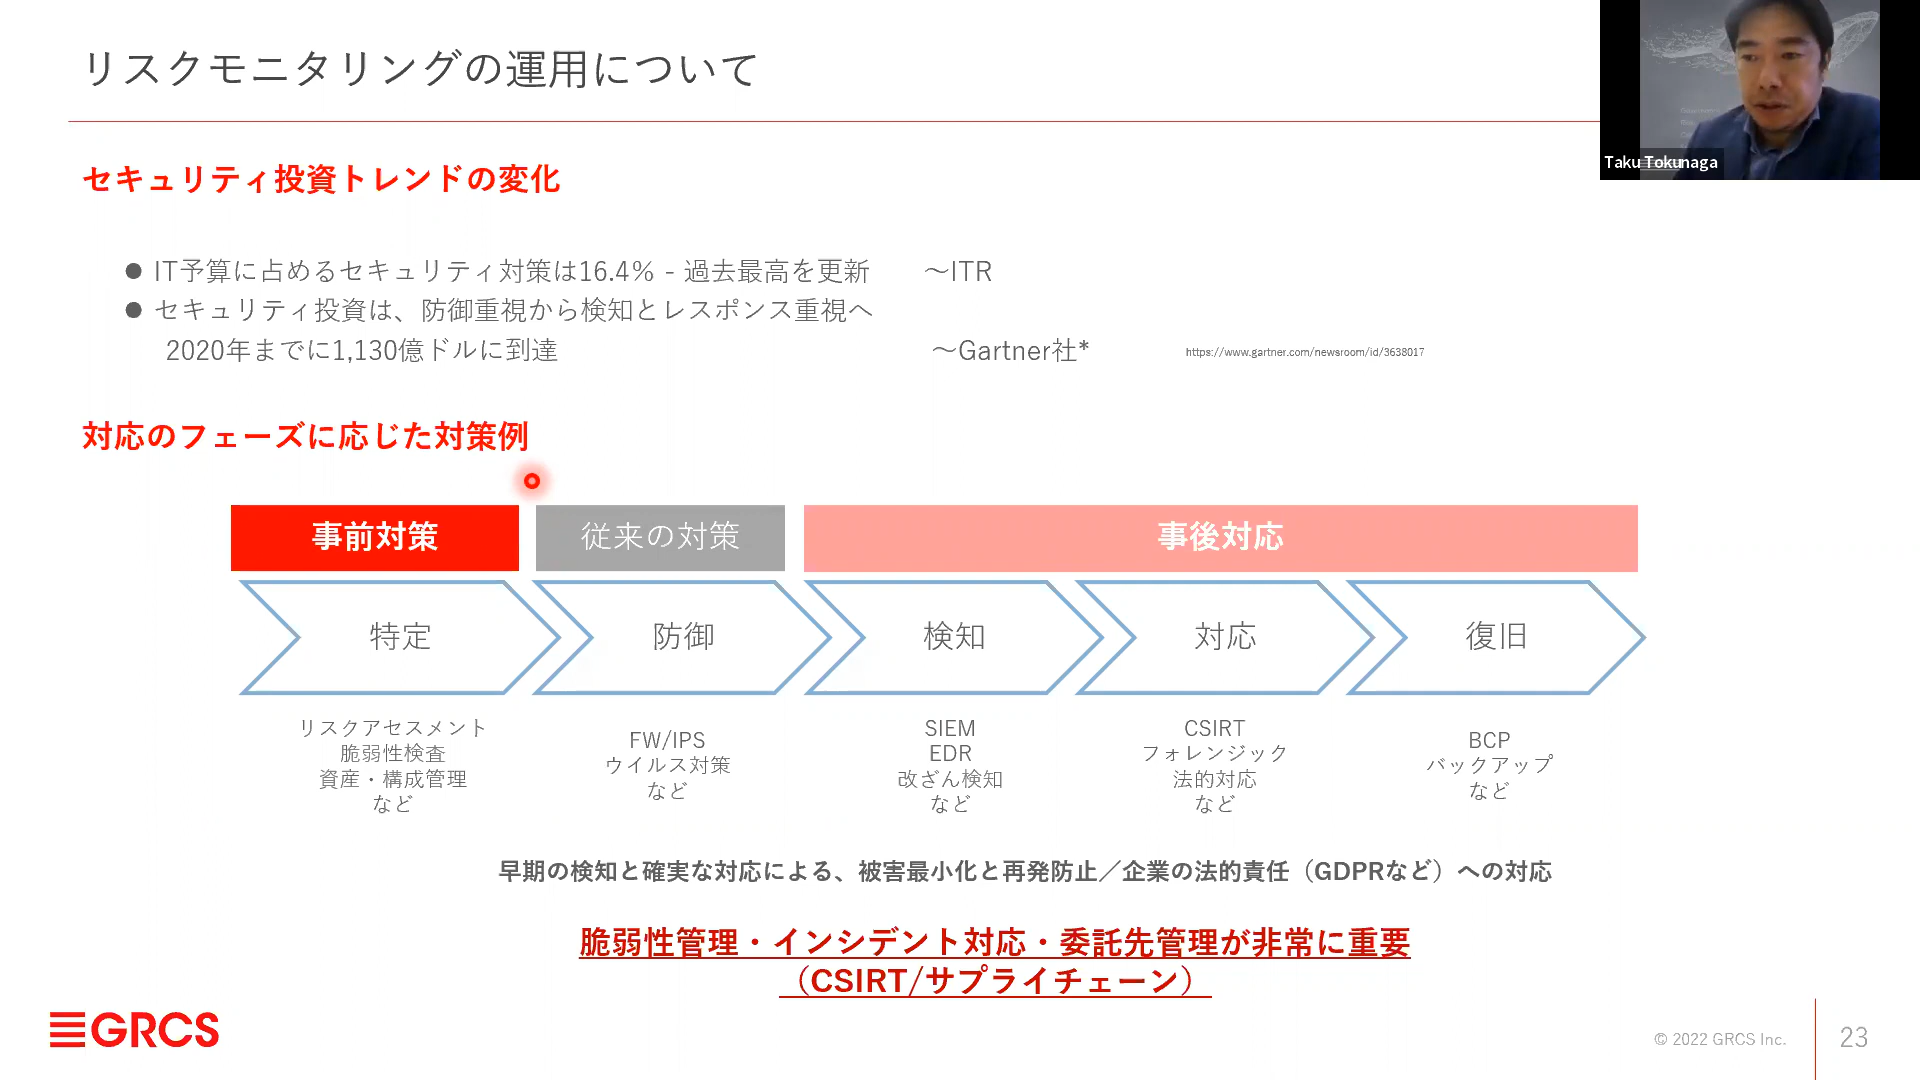 リスクモニタリングの運用について
Taku Tokunaga
セキュリティ投資トレンドの変化
● IT予算に占めるセキュリティ対策は16.4% - 過去最高を更新 ～ITR
● セキュリティ投資は、防御重視から検知とレスポンス重視へ
2020年までに1,130億ドルに到達 ～Gartner社* https://www.gartner.com/newsroom/id/3638017
対応のフェーズに応じた対策例
事前対策 従来の対策 事後対応
特定 防御 検知 対応 復旧
リスクアセスメント
脆弱性検査
資産・構成管理
など
FW/IPS
ウイルス対策
など
SIEM
EDR
改ざん検知
など
CSIRT
フォレンジック
法的対応
など
BCP
バックアップ
など
早期の検知と確実な対応による、被害最小化と再発防止／企業の法的責任（GDPRなど）への対応
脆弱性管理・インシデント対応・委託先管理が非常に重要
（CSIRT/サプライチェーン）
GRCS
© 2022 GRCS Inc.
23